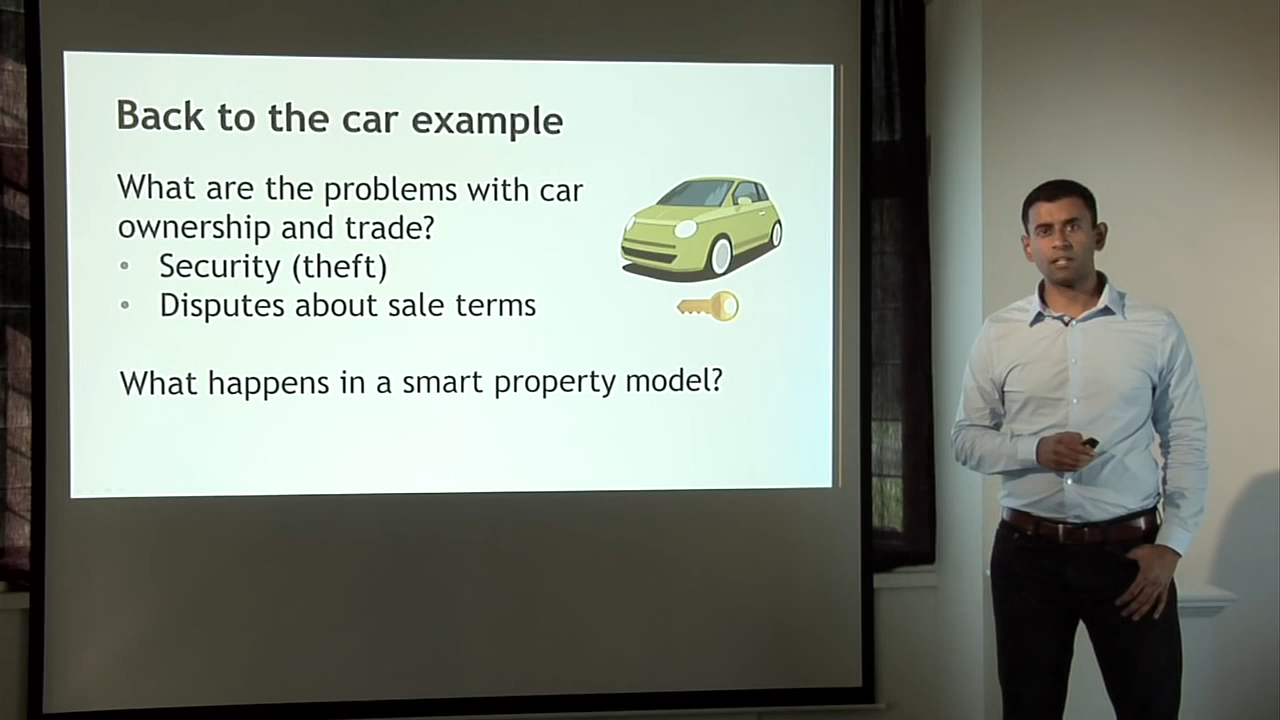 Back to the car example
What are the problems with car
ownership and trade?
• Security (theft)
• Disputes about sale terms
What happens in a smart property model?